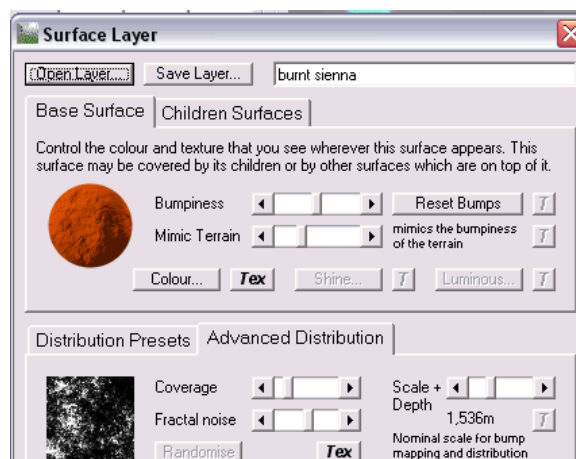 Surface Layer
Open Layer... Save Layer... burnt sienna
Base Surface Children Surfaces
Control the colour and texture that you see wherever this surface appears. This
surface may be covered by its children or by other surfaces which are on top of it.
Bumpiness Reset Bumps T
Mimic Terrain mimics the bumpiness
of the terrain T
Colour... Tex Shine... T Luminous... T
Distribution Presets Advanced Distribution
Coverage Scale +
Depth
Fractal noise 1,536m T
Randomise Tex Nominal scale for bump
mapping and distribution